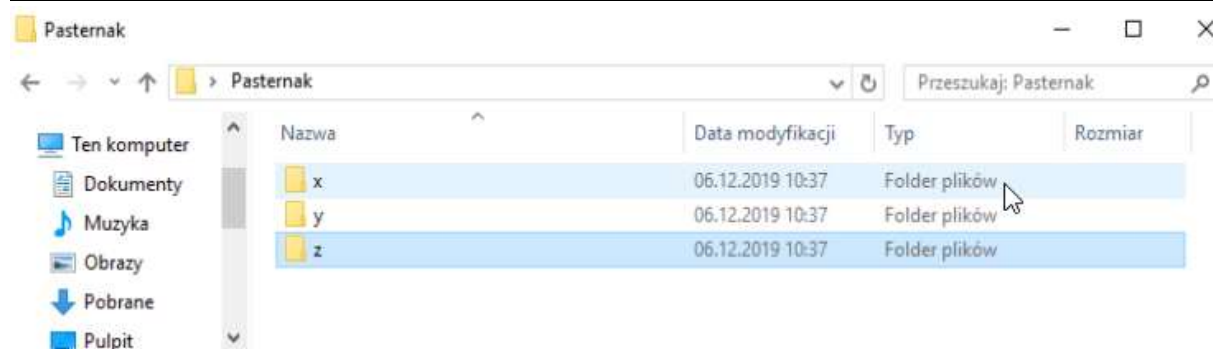 Pasternak
Pasternak
Przeszukaj: Pasternak
Nazwa Data modyfikacji Typ Rozmiar
Ten komputer
Dokumenty
Muzyka
Obrazy
Pobrane
Pulpit
x 06.12.2019 10:37 Folder plików
y 06.12.2019 10:37 Folder plików
z 06.12.2019 10:37 Folder plików